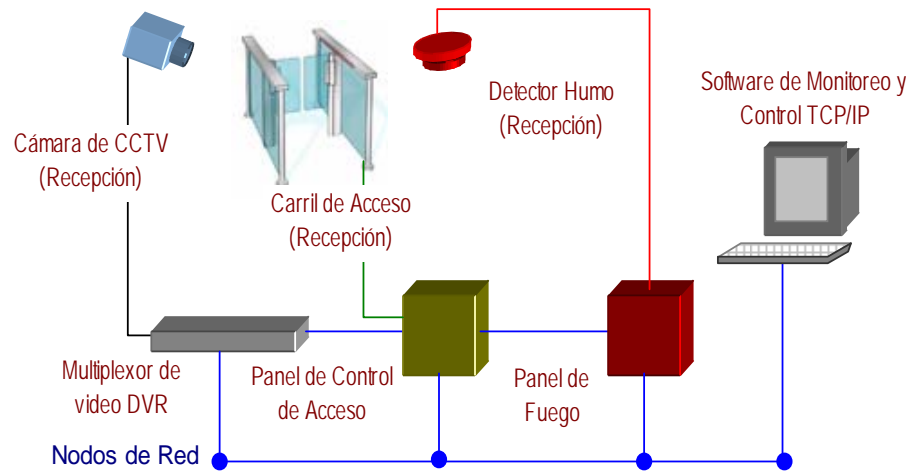 Cámara de CCTV
(Recepción)
Carril de Acceso
(Recepción)
Detector Humo
(Recepción)
Software de Monitoreo y
Control TCP/IP
Multiplexor de
video DVR
Panel de Control
de Acceso
Panel de
Fuego
Nodos de Red